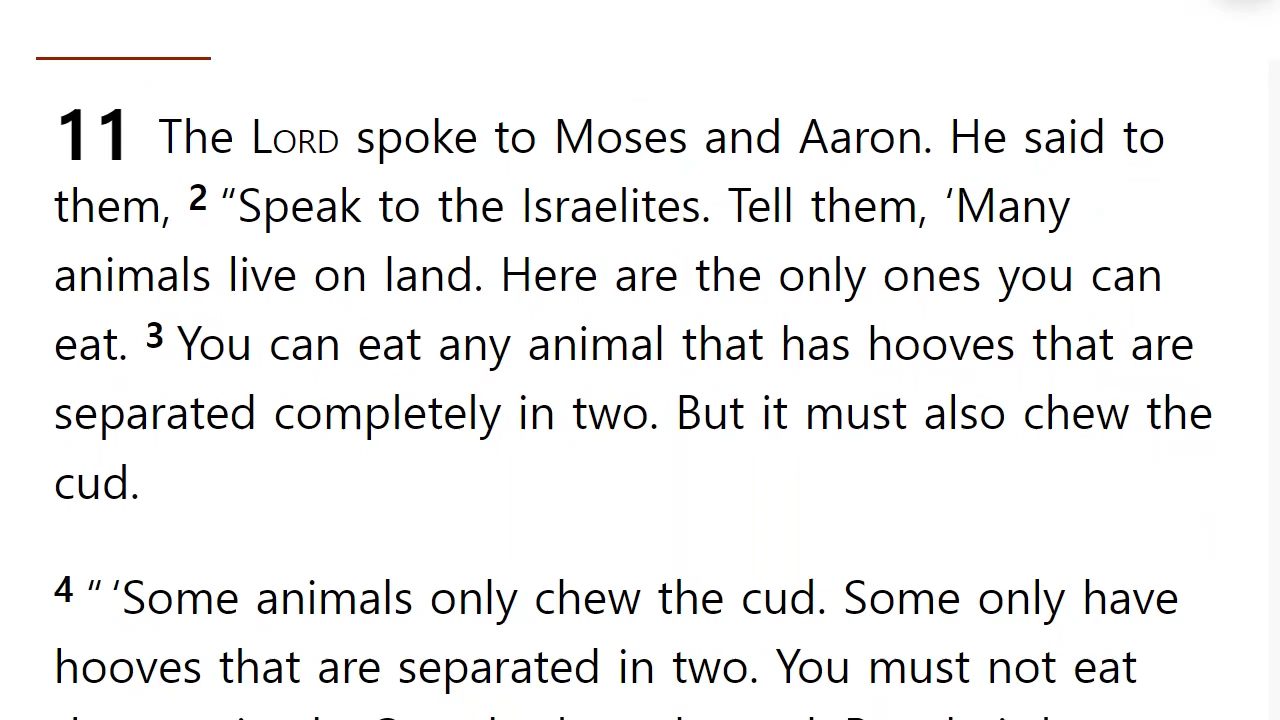 11 The LORD spoke to Moses and Aaron. He said to
them, 2 “Speak to the Israelites. Tell them, ‘Many
animals live on land. Here are the only ones you can
eat. 3 You can eat any animal that has hooves that are
separated completely in two. But it must also chew the
cud.
4 “ ‘Some animals only chew the cud. Some only have
hooves that are separated in two. You must not eat